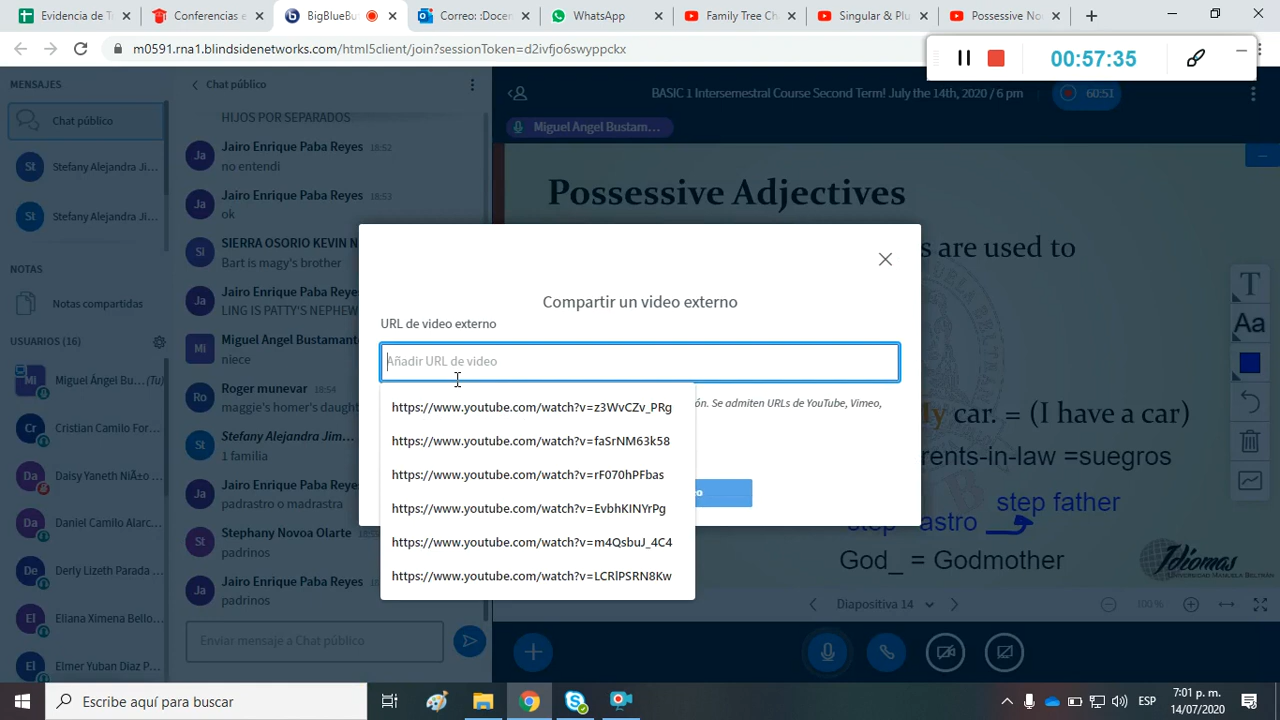 Evidencia de T
Conferencias e
BigBlueBu
Correo: :Docen
WhatsApp
Family Tree Cha
Singular & Plu
Possessive No
m0591.rna1.blindsidenetworks.com/html5client/join?sessionToken=d2ivfjo6swyppckx
00:57:35
MENSAJES
Chat público
Stefany Alejandra Ji...
Stefany Alejandra Ji...
NOTAS
Notas compartidas
USUARIOS (16)
Miguel Ángel Bu... (Tu)
Cristian Camilo For...
Daisy Yaneth NiÃ±o ...
Daniel Camilo Alarc...
Derly Lizeth Parada ...
Eliana Ximena Bello...
Elmer Yuban Diaz P...
Chat público
HIJOS POR SEPARADOS
Jairo Enrique Paba Reyes 18:52
no entendi
Jairo Enrique Paba Reyes 18:53
ok
SIERRA OSORIO KEVIN N
Bart is magy's brother
Jairo Enrique Paba Reyes
LING IS PATTY'S NEPHEW
Miguel Ángel Bustamant
niece
Roger munevar 18:54
maggie's homer's daught
Stefany Alejandra Jim...
1 familia
Jairo Enrique Paba Reyes
padrastro o madrastra
Stephany Novoa Olarte
padrinos
Jairo Enrique Paba Reyes
padrinos
Enviar mensaje a Chat público
BASIC 1 Intersemestral Course Second Term! July the 14th, 2020 / 6 pm
60:51
Miguel Angel Bustam...
Possessive Adjectives
s are used to
My car. = (I have a car)
rents-in-law =suegros
step father
step astro
God_ = Godmother
Idiomas
UNIVERSIDAD MANUELA BELTRAN
Diapositiva 14
100 %
Compartir un video externo
URL de video externo
Añadir URL de video
ón. Se admiten URLs de YouTube, Vimeo,
https://www.youtube.com/watch?v=z3WvCZv_PRg
https://www.youtube.com/watch?v=faSrNM63k58
https://www.youtube.com/watch?v=rF070hPFbas
https://www.youtube.com/watch?v=EvbhKINYrPg
https://www.youtube.com/watch?v=m4QsbuJ_4C4
https://www.youtube.com/watch?v=LCRlPSRN8Kw
Escribe aquí para buscar
ESP
7:01 p. m.
14/07/2020